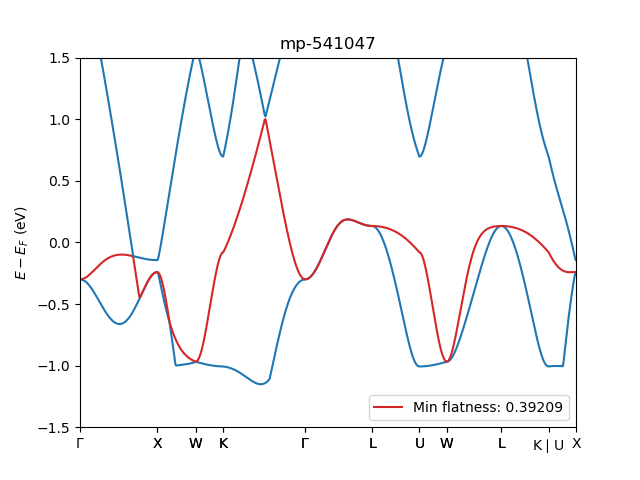 mp-541047
E − E_F (eV)
1.5
1.0
0.5
0.0
−0.5
−1.0
−1.5
Min flatness: 0.39209
Γ X W K Γ L U W L K | U X